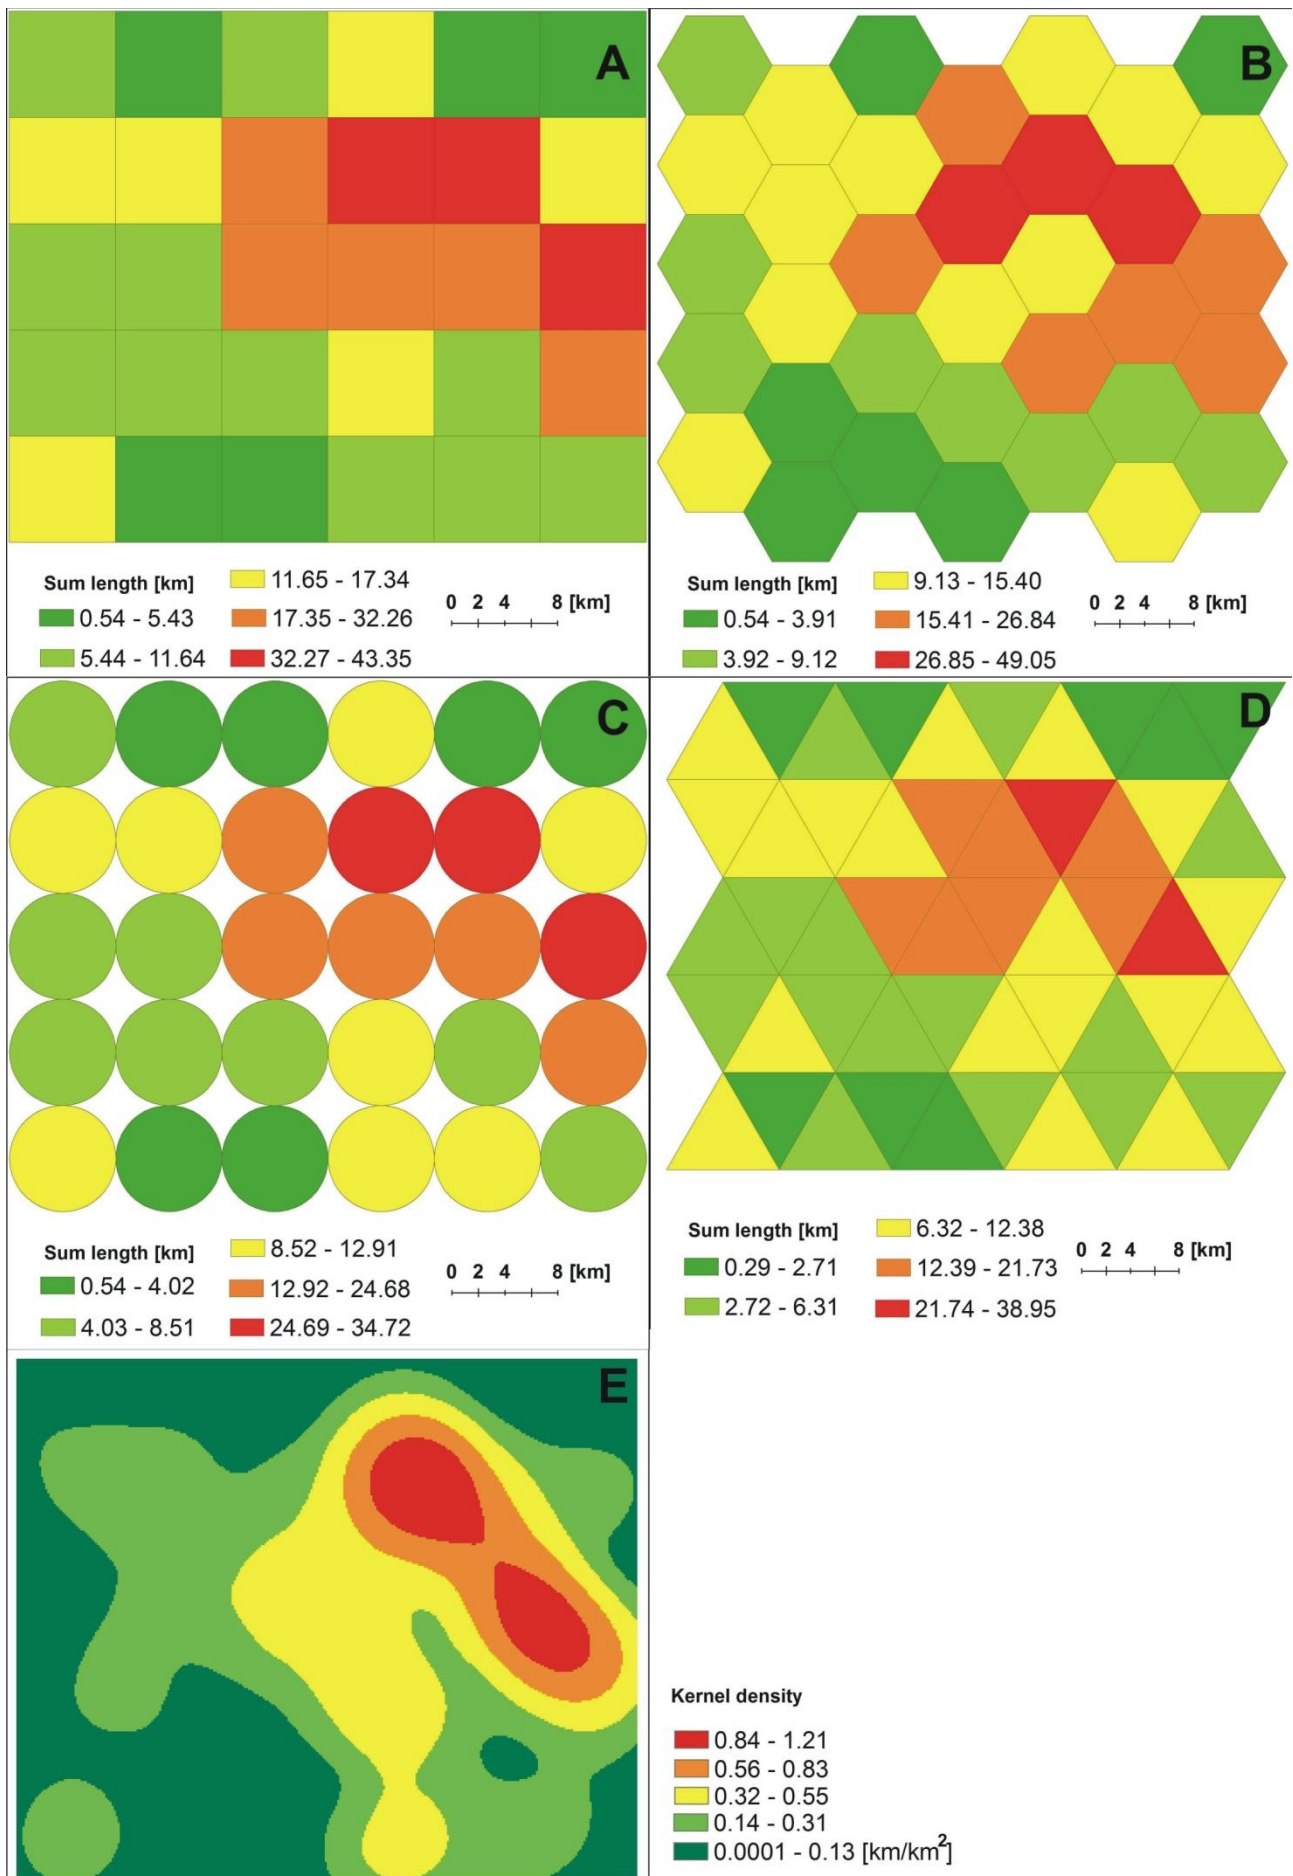 A
Sum length [km]
0.54 - 5.43
5.44 - 11.64
11.65 - 17.34
17.35 - 32.26
32.27 - 43.35
0 2 4 8 [km]
B
Sum length [km]
0.54 - 3.91
3.92 - 9.12
9.13 - 15.40
15.41 - 26.84
26.85 - 49.05
0 2 4 8 [km]
C
Sum length [km]
0.54 - 4.02
4.03 - 8.51
8.52 - 12.91
12.92 - 24.68
24.69 - 34.72
0 2 4 8 [km]
D
Sum length [km]
0.29 - 2.71
2.72 - 6.31
6.32 - 12.38
12.39 - 21.73
21.74 - 38.95
0 2 4 8 [km]
E
Kernel density
0.84 - 1.21
0.56 - 0.83
0.32 - 0.55
0.14 - 0.31
0.0001 - 0.13 [km/km²]